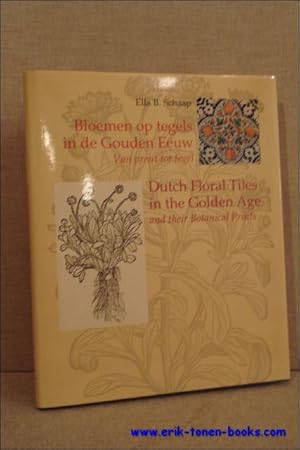 Ella B. Schaap
Bloemen op tegels
in de Gouden Eeuw
Van prent tot tegel
Dutch Floral Tiles
in the Golden Age
and their Botanical Prints
www.erik-tonen-books.com